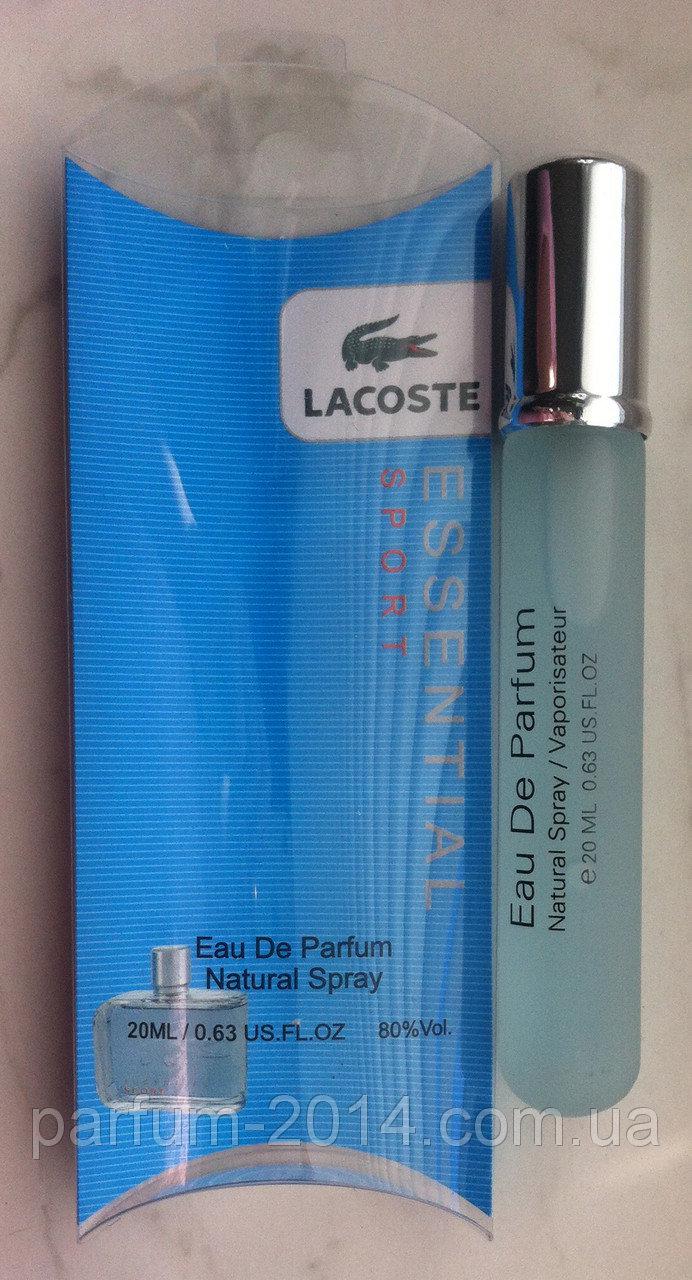 LACOSTE
ESSENTIAL
SPORT
Eau De Parfum
Natural Spray
20ML / 0.63 US.FL.OZ 80%Vol.
SPORT
Eau De Parfum
Natural Spray / Vaporisateur
e 20 ML 0.63 US.FL.OZ
parfum-2014.com.ua